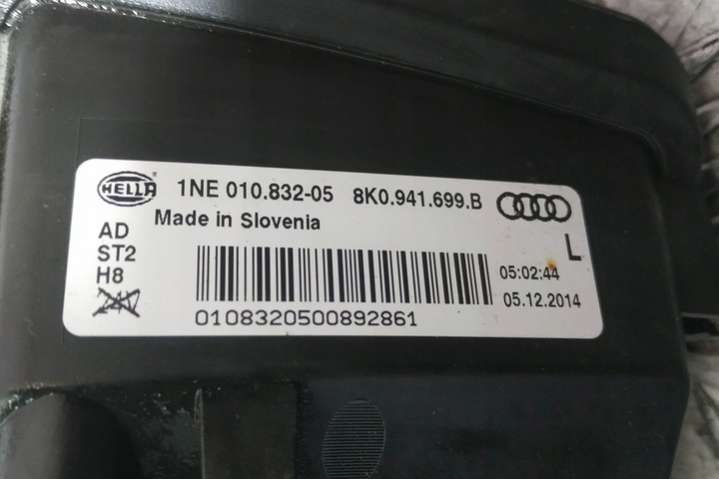 HELLA 1NE 010.832-05 8K0.941.699.B
Made in Slovenia
AD
ST2
H8
L
05:02:44
05.12.2014
0108320500892861